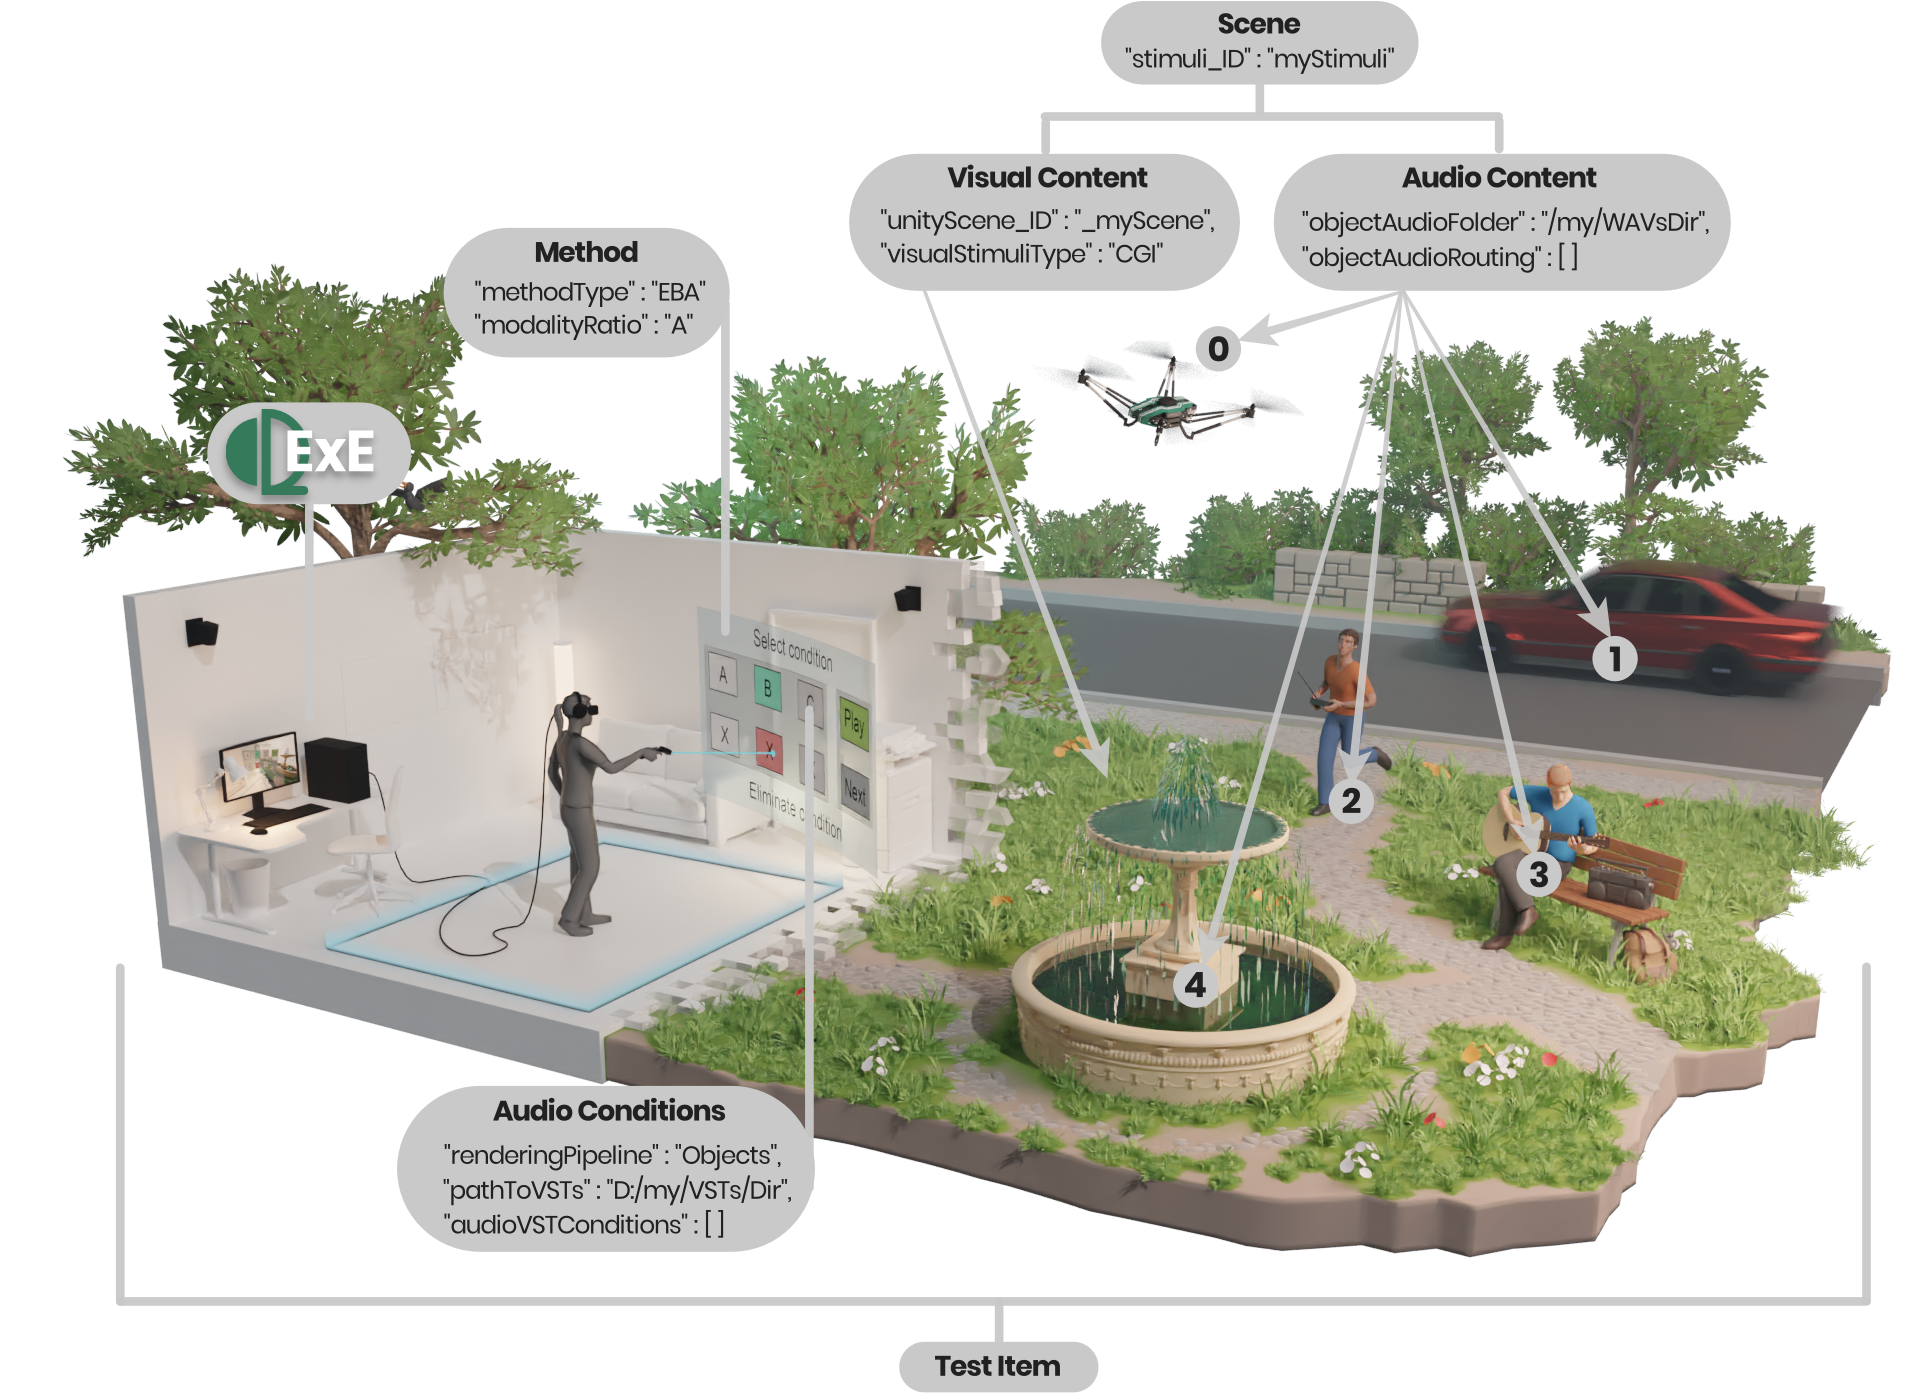 Scene
"stimuli_ID" : "myStimuli"
Visual Content
"unityScene_ID" : "_myScene",
"visualStimuliType" : "CGI"
Audio Content
"objectAudioFolder" : "/my/WAVsDir",
"objectAudioRouting" : [ ]
Method
"methodType" : "EBA"
"modalityRatio" : "A"
0
ExE
Select condition
A
B
C
Play
X
X
Next
Eliminate condition
1
2
3
4
Audio Conditions
"renderingPipeline" : "Objects",
"pathToVSTs" : "D:/my/VSTs/Dir",
"audioVSTConditions" : [ ]
Test Item